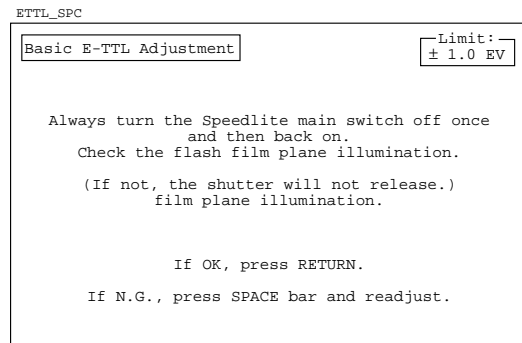 ETTL_SPC
Basic E-TTL Adjustment
Limit:
± 1.0 EV
Always turn the Speedlite main switch off once
and then back on.
Check the flash film plane illumination.
(If not, the shutter will not release.)
film plane illumination.
If OK, press RETURN.
If N.G., press SPACE bar and readjust.